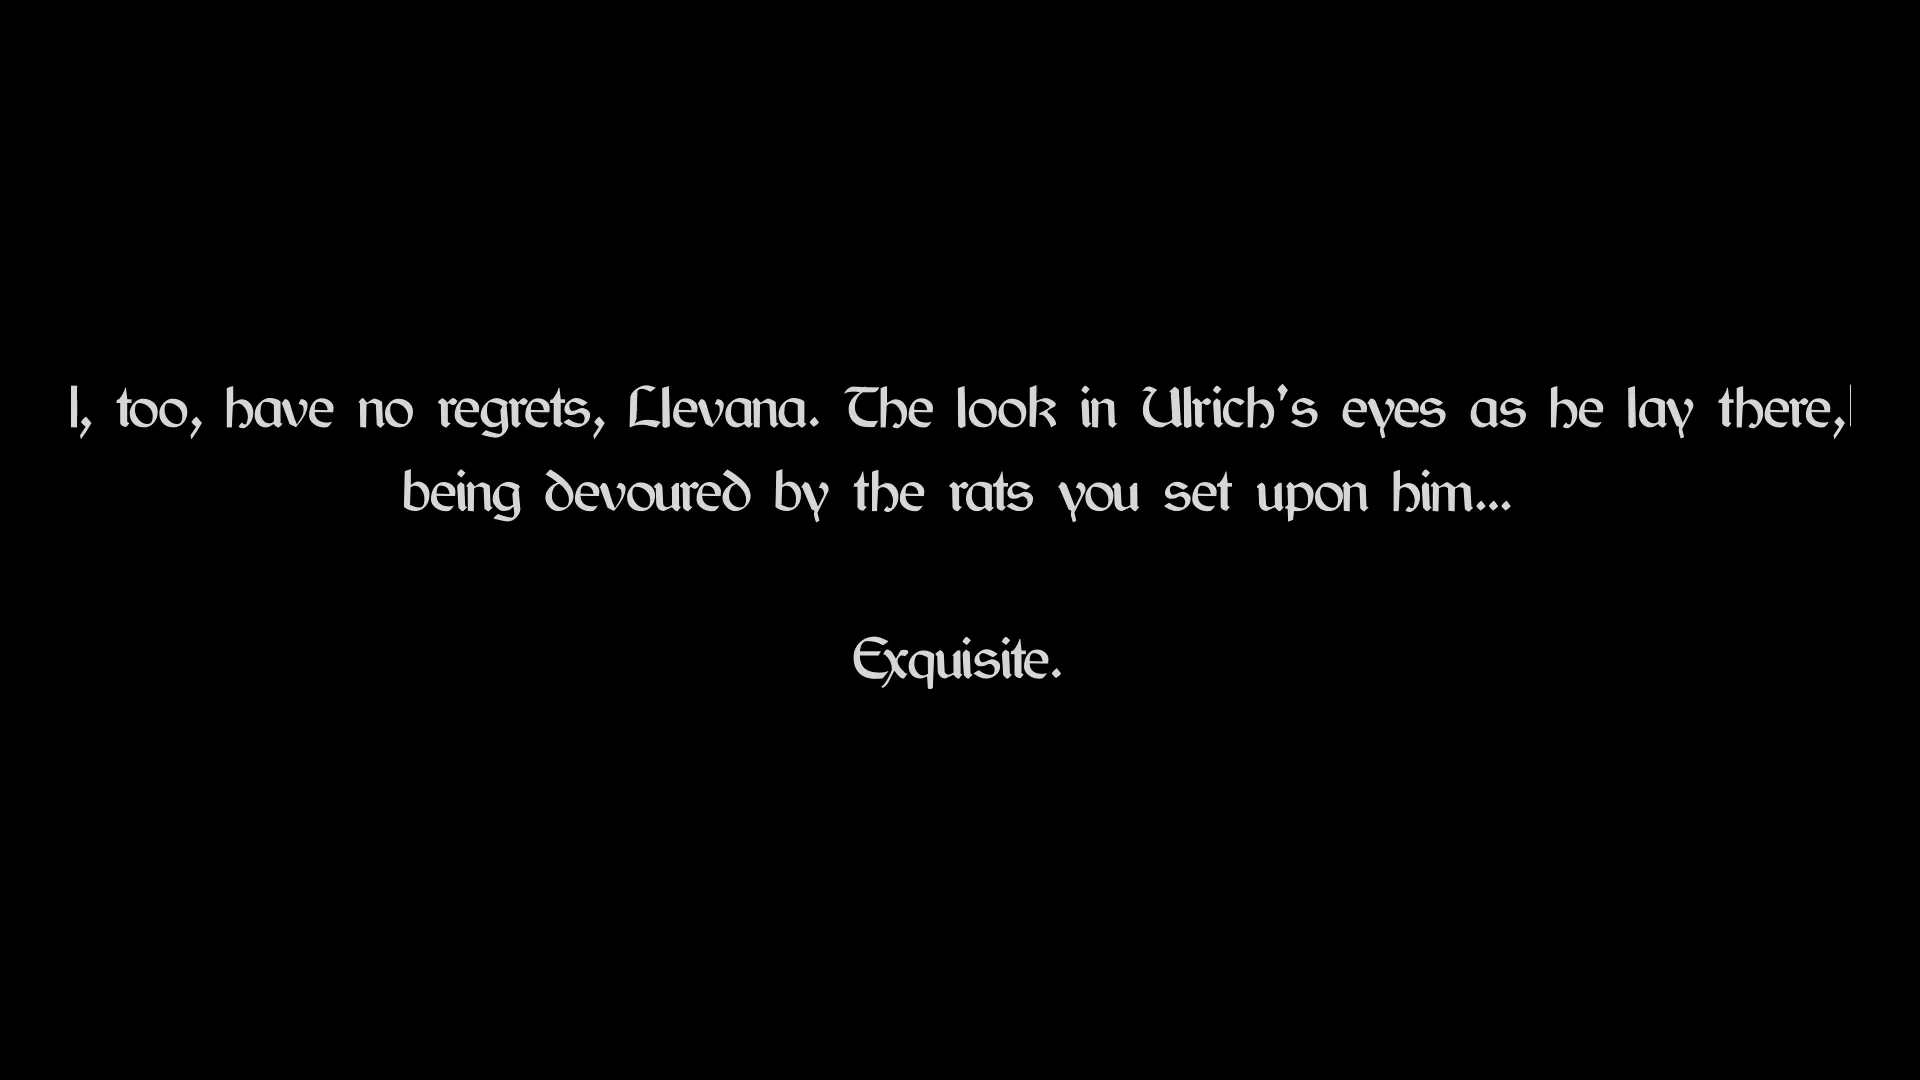 I, too, have no regrets, Llevana. The look in Ulrich's eyes as he lay there,
being devoured by the rats you set upon him...
Exquisite.